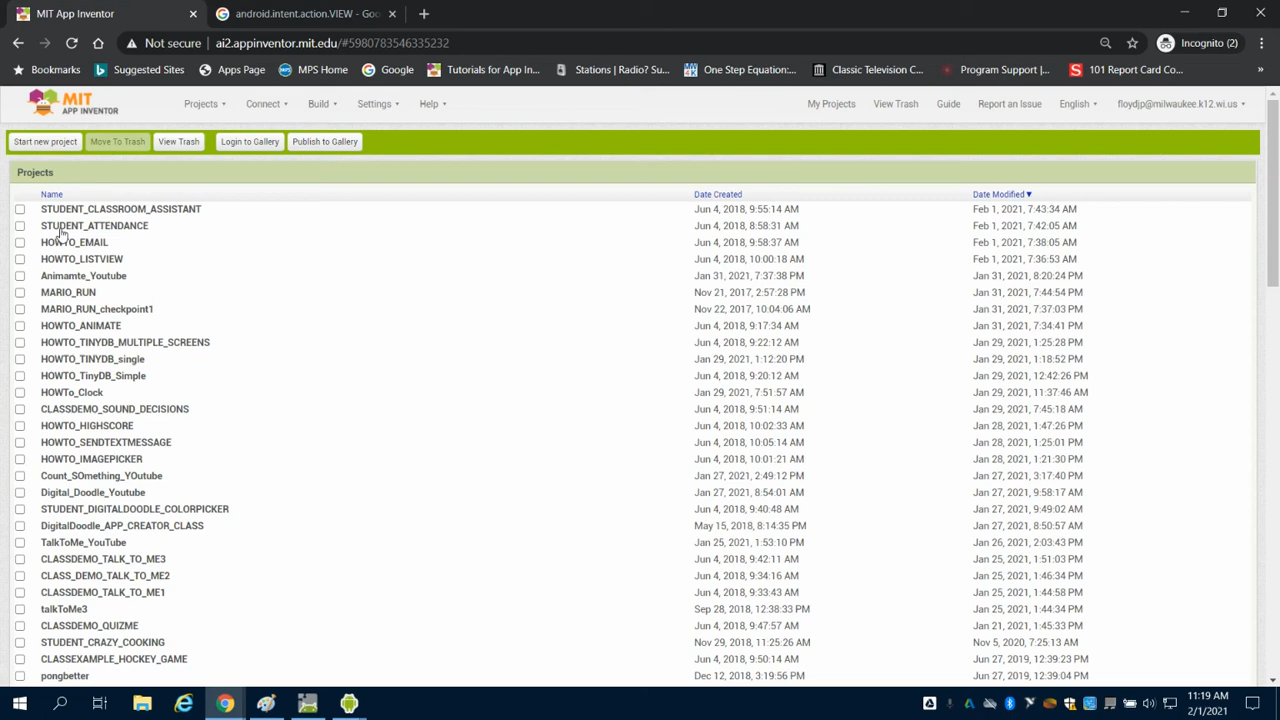 MIT App Inventor
android.intent.action.VIEW - Goo
Not secure
ai2.appinventor.mit.edu/#5980783546335232
Incognito (2)
Bookmarks
Suggested Sites
Apps Page
MPS Home
Google
Tutorials for App In...
Stations | Radio? Su...
One Step Equation:...
Classic Television C...
Program Support |...
101 Report Card Co...
»
MIT
APP INVENTOR
Projects
Connect
Build
Settings
Help
My Projects
View Trash
Guide
Report an Issue
English
floydjp@milwaukee.k12.wi.us
Start new project
Move To Trash
View Trash
Login to Gallery
Publish to Gallery
Projects
Name Date Created Date Modified
STUDENT_CLASSROOM_ASSISTANT Jun 4, 2018, 9:55:14 AM Feb 1, 2021, 7:43:34 AM
STUDENT_ATTENDANCE Jun 4, 2018, 8:58:31 AM Feb 1, 2021, 7:42:05 AM
HOWTO_EMAIL Jun 4, 2018, 9:58:37 AM Feb 1, 2021, 7:38:05 AM
HOWTO_LISTVIEW Jun 4, 2018, 10:00:18 AM Feb 1, 2021, 7:36:53 AM
Animamte_Youtube Jan 31, 2021, 7:37:38 PM Jan 31, 2021, 8:20:24 PM
MARIO_RUN Nov 21, 2017, 2:57:28 PM Jan 31, 2021, 7:44:54 PM
MARIO_RUN_checkpoint1 Nov 22, 2017, 10:04:06 AM Jan 31, 2021, 7:37:03 PM
HOWTO_ANIMATE Jun 4, 2018, 9:17:34 AM Jan 31, 2021, 7:34:41 PM
HOWTO_TINYDB_MULTIPLE_SCREENS Jun 4, 2018, 9:22:12 AM Jan 29, 2021, 1:25:28 PM
HOWTO_TINYDB_single Jan 29, 2021, 1:12:20 PM Jan 29, 2021, 1:18:52 PM
HOWTO_TinyDB_Simple Jun 4, 2018, 9:20:12 AM Jan 29, 2021, 12:42:26 PM
HOWTo_Clock Jan 29, 2021, 7:51:57 AM Jan 29, 2021, 11:37:46 AM
CLASSDEMO_SOUND_DECISIONS Jun 4, 2018, 9:51:14 AM Jan 29, 2021, 7:45:18 AM
HOWTO_HIGHSCORE Jun 4, 2018, 10:02:33 AM Jan 28, 2021, 1:47:26 PM
HOWTO_SENDTEXTMESSAGE Jun 4, 2018, 10:05:14 AM Jan 28, 2021, 1:25:01 PM
HOWTO_IMAGEPICKER Jun 4, 2018, 10:01:21 AM Jan 28, 2021, 1:21:30 PM
Count_SOmething_YOutube Jan 27, 2021, 2:49:12 PM Jan 27, 2021, 3:17:40 PM
Digital_Doodle_Youtube Jan 27, 2021, 8:54:01 AM Jan 27, 2021, 9:58:17 AM
STUDENT_DIGITALDOODLE_COLORPICKER Jun 4, 2018, 9:40:48 AM Jan 27, 2021, 9:49:02 AM
DigitalDoodle_APP_CREATOR_CLASS May 15, 2018, 8:14:35 PM Jan 27, 2021, 8:50:57 AM
TalkToMe_YouTube Jan 25, 2021, 1:53:10 PM Jan 26, 2021, 2:03:43 PM
CLASSDEMO_TALK_TO_ME3 Jun 4, 2018, 9:42:11 AM Jan 25, 2021, 1:51:03 PM
CLASS_DEMO_TALK_TO_ME2 Jun 4, 2018, 9:34:16 AM Jan 25, 2021, 1:46:34 PM
CLASSDEMO_TALK_TO_ME1 Jun 4, 2018, 9:33:43 AM Jan 25, 2021, 1:44:58 PM
talkToMe3 Sep 28, 2018, 12:38:33 PM Jan 25, 2021, 1:44:34 PM
CLASSDEMO_QUIZME Jun 4, 2018, 9:47:57 AM Jan 21, 2021, 1:45:33 PM
STUDENT_CRAZY_COOKING Nov 29, 2018, 11:25:26 AM Nov 5, 2020, 7:25:13 AM
CLASSEXAMPLE_HOCKEY_GAME Jun 4, 2018, 9:50:14 AM Jun 27, 2019, 12:39:23 PM
pongbetter Dec 12, 2018, 3:19:56 PM Jun 27, 2019, 12:39:04 PM
11:19 AM
2/1/2021